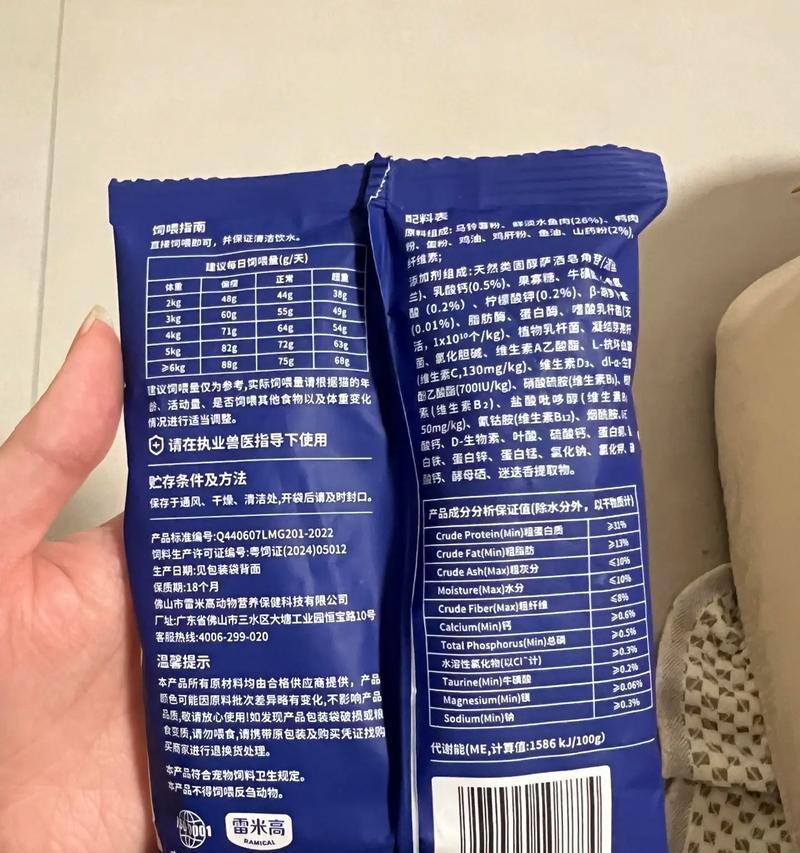 饲喂指南
直接饲喂即可，并保证清洁饮水。
建议每日饲喂量(g/天)
体重 偏瘦 正常 超重
2kg 48g 44g 38g
3kg 60g 55g 49g
4kg 71g 64g 54g
5kg 82g 72g 63g
≥6kg 88g 75g 68g
建议饲喂量仅为参考,实际饲喂量请根据猫的年
龄、活动量、是否饲喂其他食物以及体重变化
情况进行适当调整。
请在执业兽医指导下使用
贮存条件及方法
保存于通风、干燥、清洁处,开袋后请及时封口。
产品标准编号:Q440607LMG201-2022
饲料生产许可证编号:粤饲证(2024)05012
生产日期:见包装袋背面
保质期:18个月
佛山市雷米高动物营养保健科技有限公司
厂址:广东省佛山市三水区大塘工业园恒宝路10号
客服热线:4006-299-020
温馨提示
本产品所有原材料均由合格供应商提供，产品
颜色可能因原料批次差异略有变化,不影响产品
品质,敬请放心使用!如发现产品包装袋破损或粮
食变质,请勿喂食,请携带原包装及购买凭证找购
买商家进行退换货处理。
本产品符合宠物饲料卫生规定。
本产品不得饲喂反刍动物。
雷米高
RAMICAL
配料表
原料组成: 马铃薯粉、鲜淡水鱼肉(26%)、鸭肉
粉、蛋粉、鸡油、鸡肝粉、鱼油、山药粉(2%)、
纤维素;
添加剂组成:天然类固醇萨洒皂角苷
兰)、乳酸钙(0.5%)、果寡糖、牛磺
酸（0.2%）、柠檬酸钾(0.2%)、β-
(0.01%)、脂肪酶、蛋白酶、嗜酸乳杆菌(灭
活，1x10¹⁰个/kg)、植物乳杆菌、凝结芽孢杆
菌、氯化胆碱、维生素A乙酸酯、L-抗坏血酸
(维生素C,130mg/kg)、维生素D₃、dl-α-生
酚乙酸酯(700IU/kg)、硝酸硫胺(维生素B₁)、
素(维生素B₂)、盐酸吡哆醇(维生素B
50mg/kg)、氰钴胺(维生素B₁₂)、烟酰胺、
酸钙、D-生物素、叶酸、硫酸钙、蛋白
白铁、蛋白锌、蛋白锰、氯化钠、氯化钾、
酸钙、酵母硒、迷迭香提取物。
产品成分分析保证值(除水分外，以干物质计)
Crude Protein(Min)粗蛋白质 ≥31%
Crude Fat(Min)粗脂肪 ≥13%
Crude Ash(Max)粗灰分 ≤10%
Moisture(Max)水分 ≤10%
Crude Fiber(Max)粗纤维 ≤8%
Calcium(Min)钙 ≥0.6%
Total Phosphorus(Min)总磷 ≥0.5%
水溶性氯化物(以Cl⁻计) ≥0.3%
Taurine(Min)牛磺酸 ≥0.2%
Magnesium(Min)镁 ≥0.06%
Sodium(Min)钠 ≥0.3%
代谢能(ME,计算值:1586 kJ/100g)